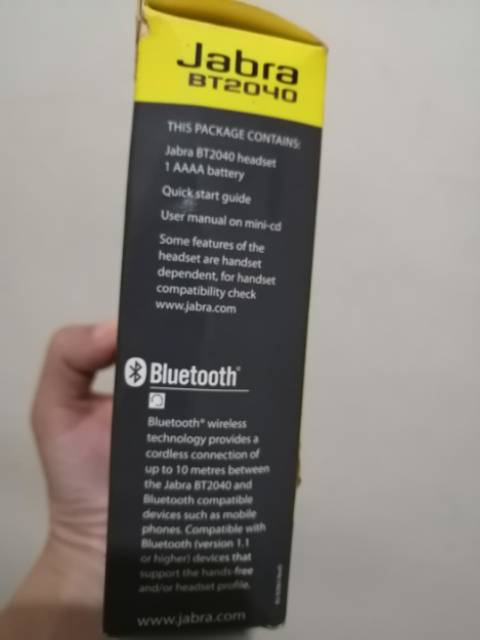 Jabra
BT2040
THIS PACKAGE CONTAINS:
Jabra BT2040 headset
1 AAAA battery
Quick start guide
User manual on mini-cd
Some features of the
headset are handset
dependent, for handset
compatibility check
www.jabra.com
Bluetooth®
Bluetooth® wireless
technology provides a
cordless connection of
up to 10 metres between
the Jabra BT2040 and
Bluetooth compatible
devices such as mobile
phones. Compatible with
Bluetooth (version 1.1
or higher) devices that
support the hands-free
and/or headset profile.
www.jabra.com